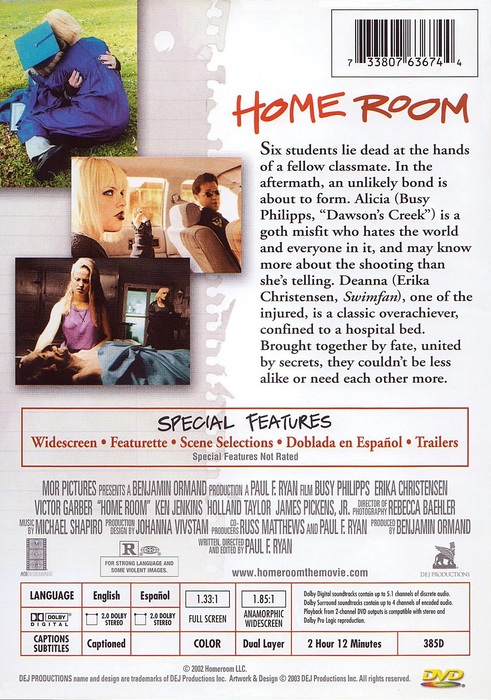 7 33807 63674 4
HOME ROOM
Six students lie dead at the hands
of a fellow classmate. In the
aftermath, an unlikely bond is
about to form. Alicia (Busy
Philipps, “Dawson’s Creek”) is a
goth misfit who hates the world
and everyone in it, and may know
more about the shooting than
she’s telling. Deanna (Erika
Christensen, Swimfan), one of the
injured, is a classic overachiever,
confined to a hospital bed.
Brought together by fate, united
by secrets, they couldn’t be less
alike or need each other more.
SPECIAL FEATURES
Widescreen • Featurette • Scene Selections • Doblada en Español • Trailers
Special Features Not Rated
MOR PICTURES PRESENTS A BENJAMIN ORMAND PRODUCTION A PAUL F. RYAN FILM BUSY PHILIPPS ERIKA CHRISTENSEN
VICTOR GARBER "HOME ROOM" KEN JENKINS HOLLAND TAYLOR JAMES PICKENS, JR. DIRECTOR OF PHOTOGRAPHY REBECCA BAEHLER
MUSIC BY MICHAEL SHAPIRO PRODUCTION DESIGN BY JOHANNA VIVSTAM CO-PRODUCERS RUSS MATTHEWS AND PAUL F. RYAN PRODUCED BY BENJAMIN ORMAND
WRITTEN, DIRECTED AND EDITED BY PAUL F. RYAN
R
FOR STRONG LANGUAGE AND
SOME VIOLENT IMAGES.
www.homeroomthemovie.com
DEJ PRODUCTIONS
LANGUAGE English Español 1.33:1 1.85:1
Dolby Digital soundtracks contain up to 5.1 channels of discrete audio.
Dolby Surround soundtracks contain up to 4 channels of encoded audio.
Playback from 2-channel DVD outputs is compatible with stereo and
Dolby Pro Logic reproduction.
DOLBY DIGITAL 2.0 DOLBY STEREO 2.0 DOLBY STEREO FULL SCREEN ANAMORPHIC WIDESCREEN
CAPTIONS SUBTITLES Captioned COLOR Dual Layer 2 Hour 12 Minutes 385D
© 2002 Homeroom LLC.
DEJ PRODUCTIONS name and design are trademarks of DEJ Productions Inc. Artwork & Design © 2003 DEJ Productions Inc. All rights reserved.
DVD